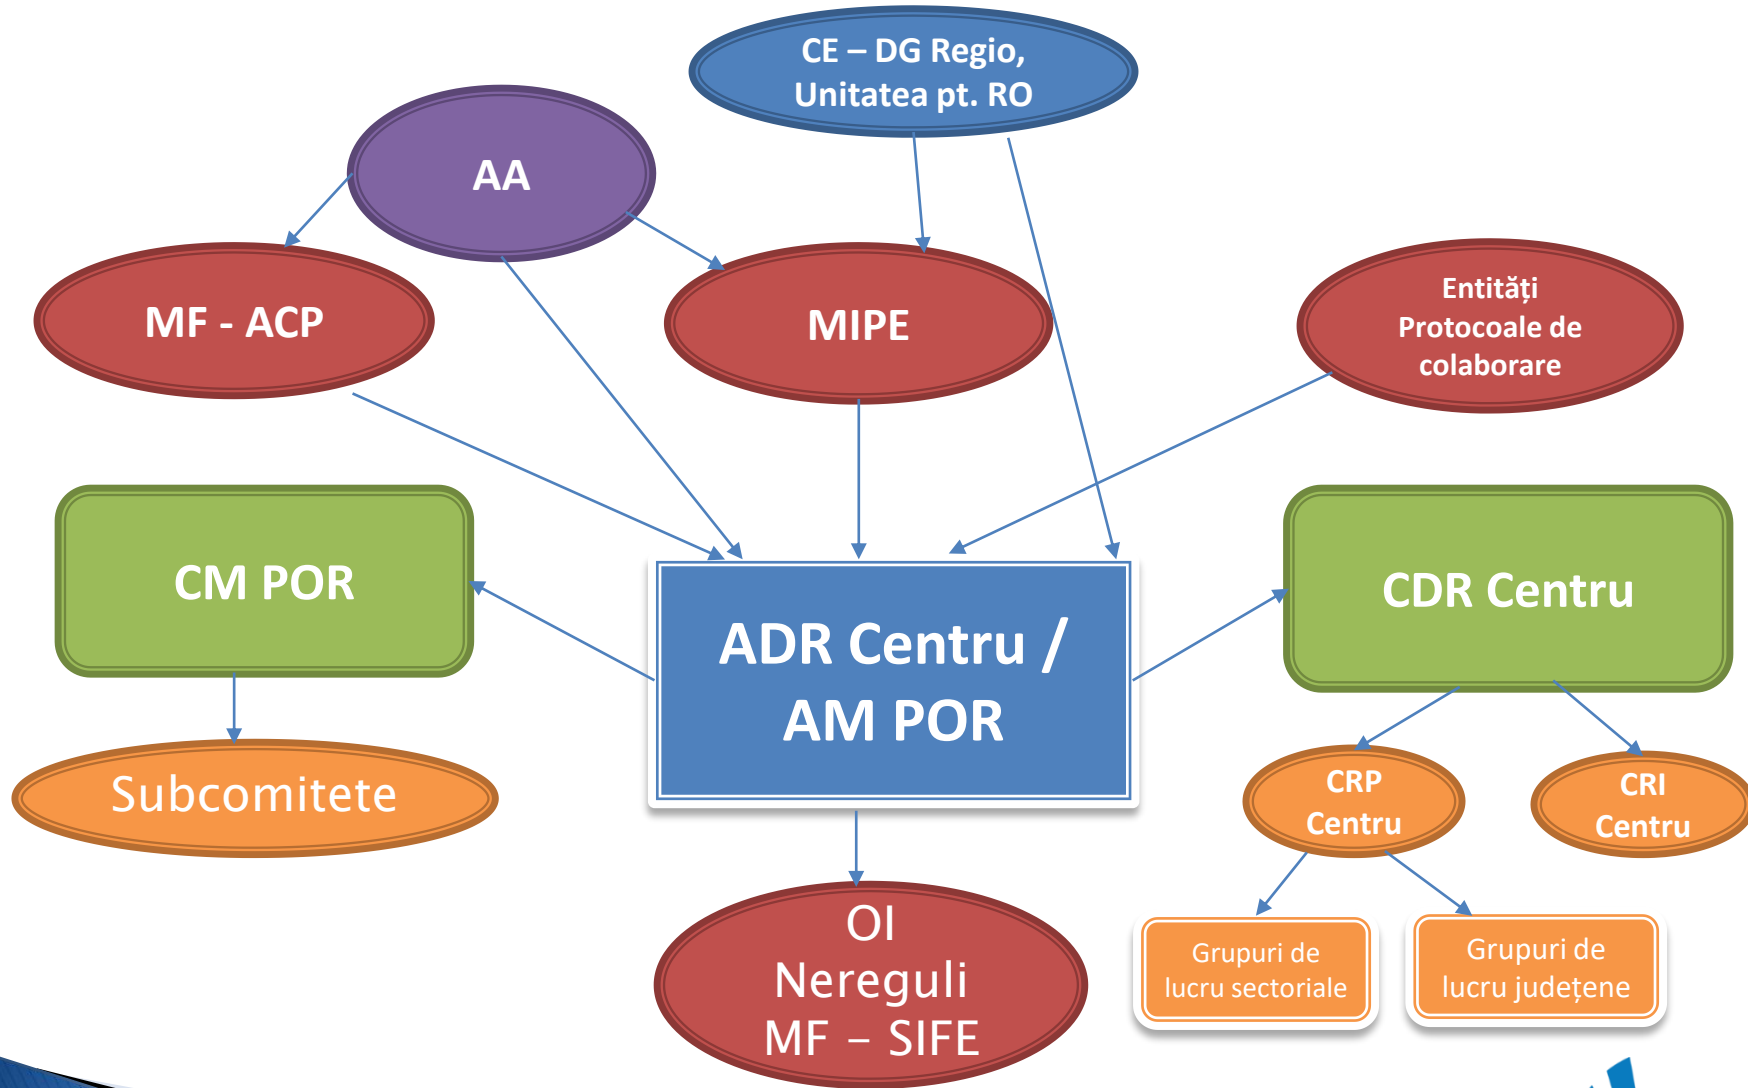 CE – DG Regio,
Unitatea pt. RO
AA
MF - ACP
MIPE
Entități
Protocoale de
colaborare
CM POR
ADR Centru /
AM POR
CDR Centru
Subcomitete
CRP
Centru
CRI
Centru
OI
Nereguli
MF – SIFE
Grupuri de
lucru sectoriale
Grupuri de
lucru județene